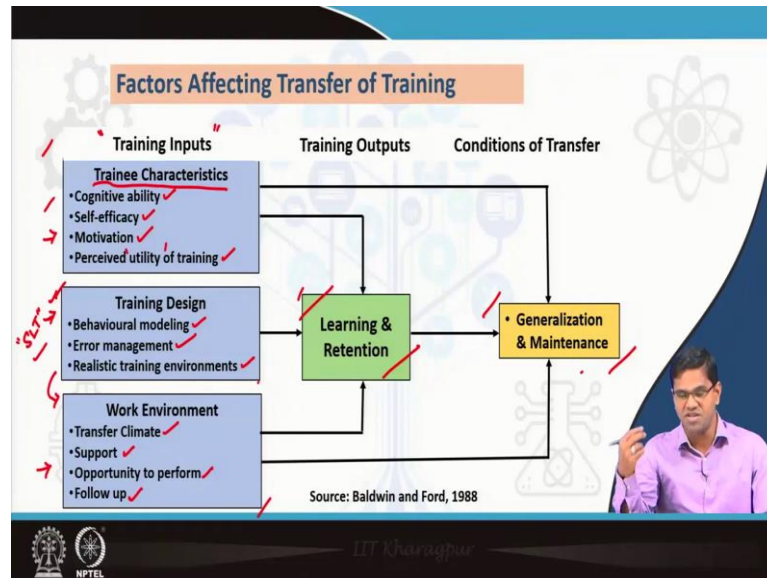 Factors Affecting Transfer of Training
"Training Inputs"
Training Outputs
Conditions of Transfer
Trainee Characteristics
•Cognitive ability
•Self-efficacy
•Motivation
•Perceived utility of training
Training Design
•Behavioural modeling
•Error management
•Realistic training environments
"SLT"
Learning &
Retention
• Generalization
& Maintenance
Work Environment
•Transfer Climate
•Support
•Opportunity to perform
•Follow up
Source: Baldwin and Ford, 1988
IIT Kharagpur
NPTEL